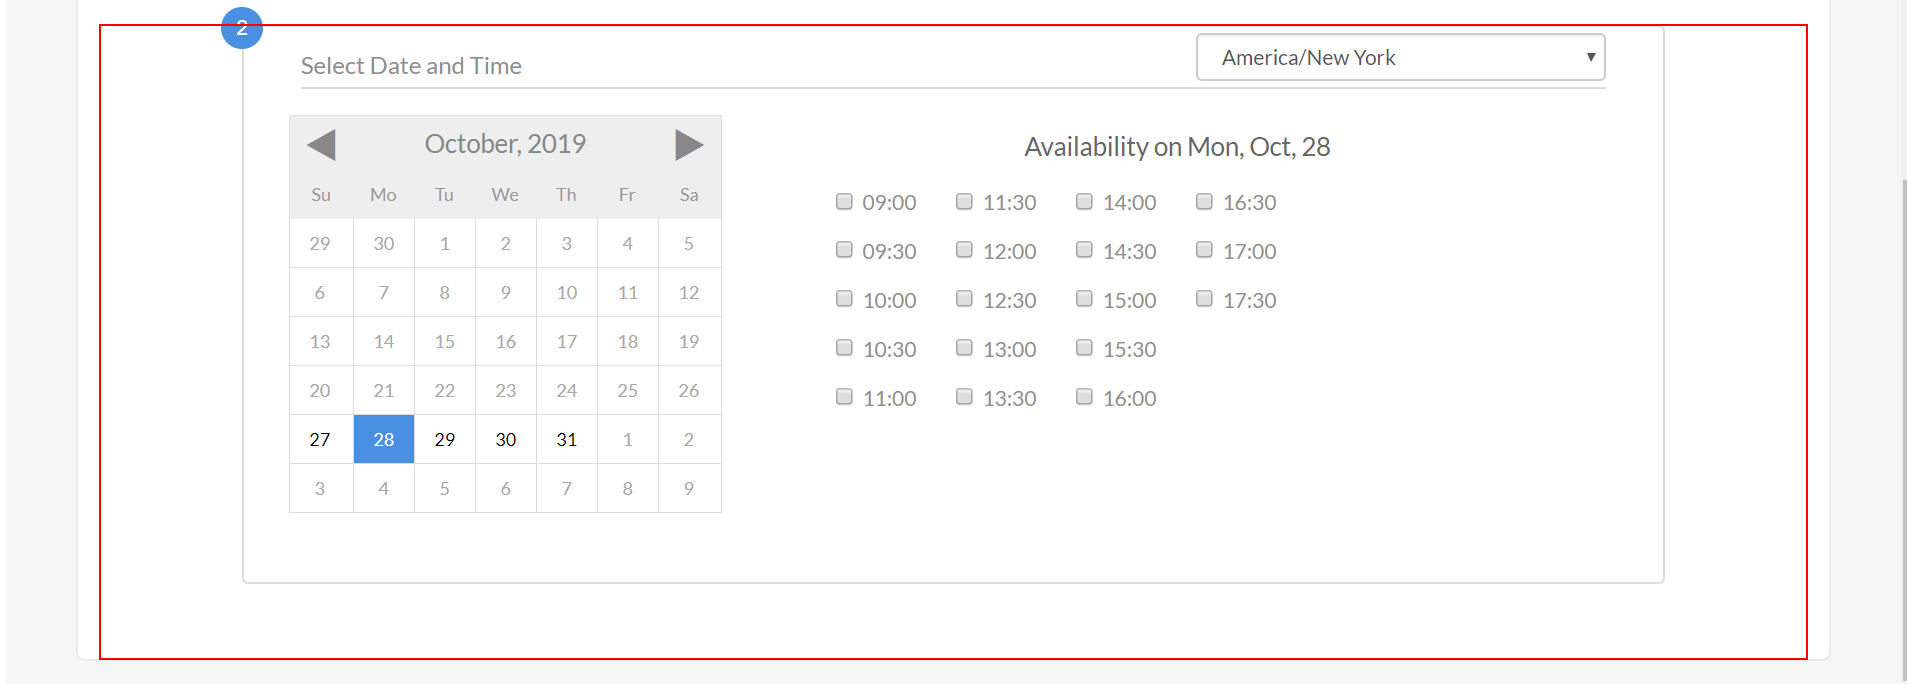 2
Select Date and Time
America/New York
October, 2019
Su Mo Tu We Th Fr Sa
29 30 1 2 3 4 5
6 7 8 9 10 11 12
13 14 15 16 17 18 19
20 21 22 23 24 25 26
27 28 29 30 31 1 2
3 4 5 6 7 8 9
Availability on Mon, Oct, 28
09:00 11:30 14:00 16:30
09:30 12:00 14:30 17:00
10:00 12:30 15:00 17:30
10:30 13:00 15:30
11:00 13:30 16:00